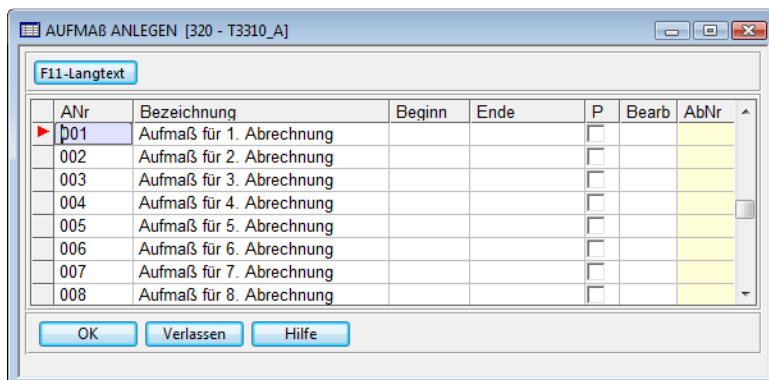 AUFMAß ANLEGEN [320 - T3310_A]
F11-Langtext
ANr Bezeichnung Beginn Ende P Bearb AbNr
001 Aufmaß für 1. Abrechnung
002 Aufmaß für 2. Abrechnung
003 Aufmaß für 3. Abrechnung
004 Aufmaß für 4. Abrechnung
005 Aufmaß für 5. Abrechnung
006 Aufmaß für 6. Abrechnung
007 Aufmaß für 7. Abrechnung
008 Aufmaß für 8. Abrechnung
OK Verlassen Hilfe